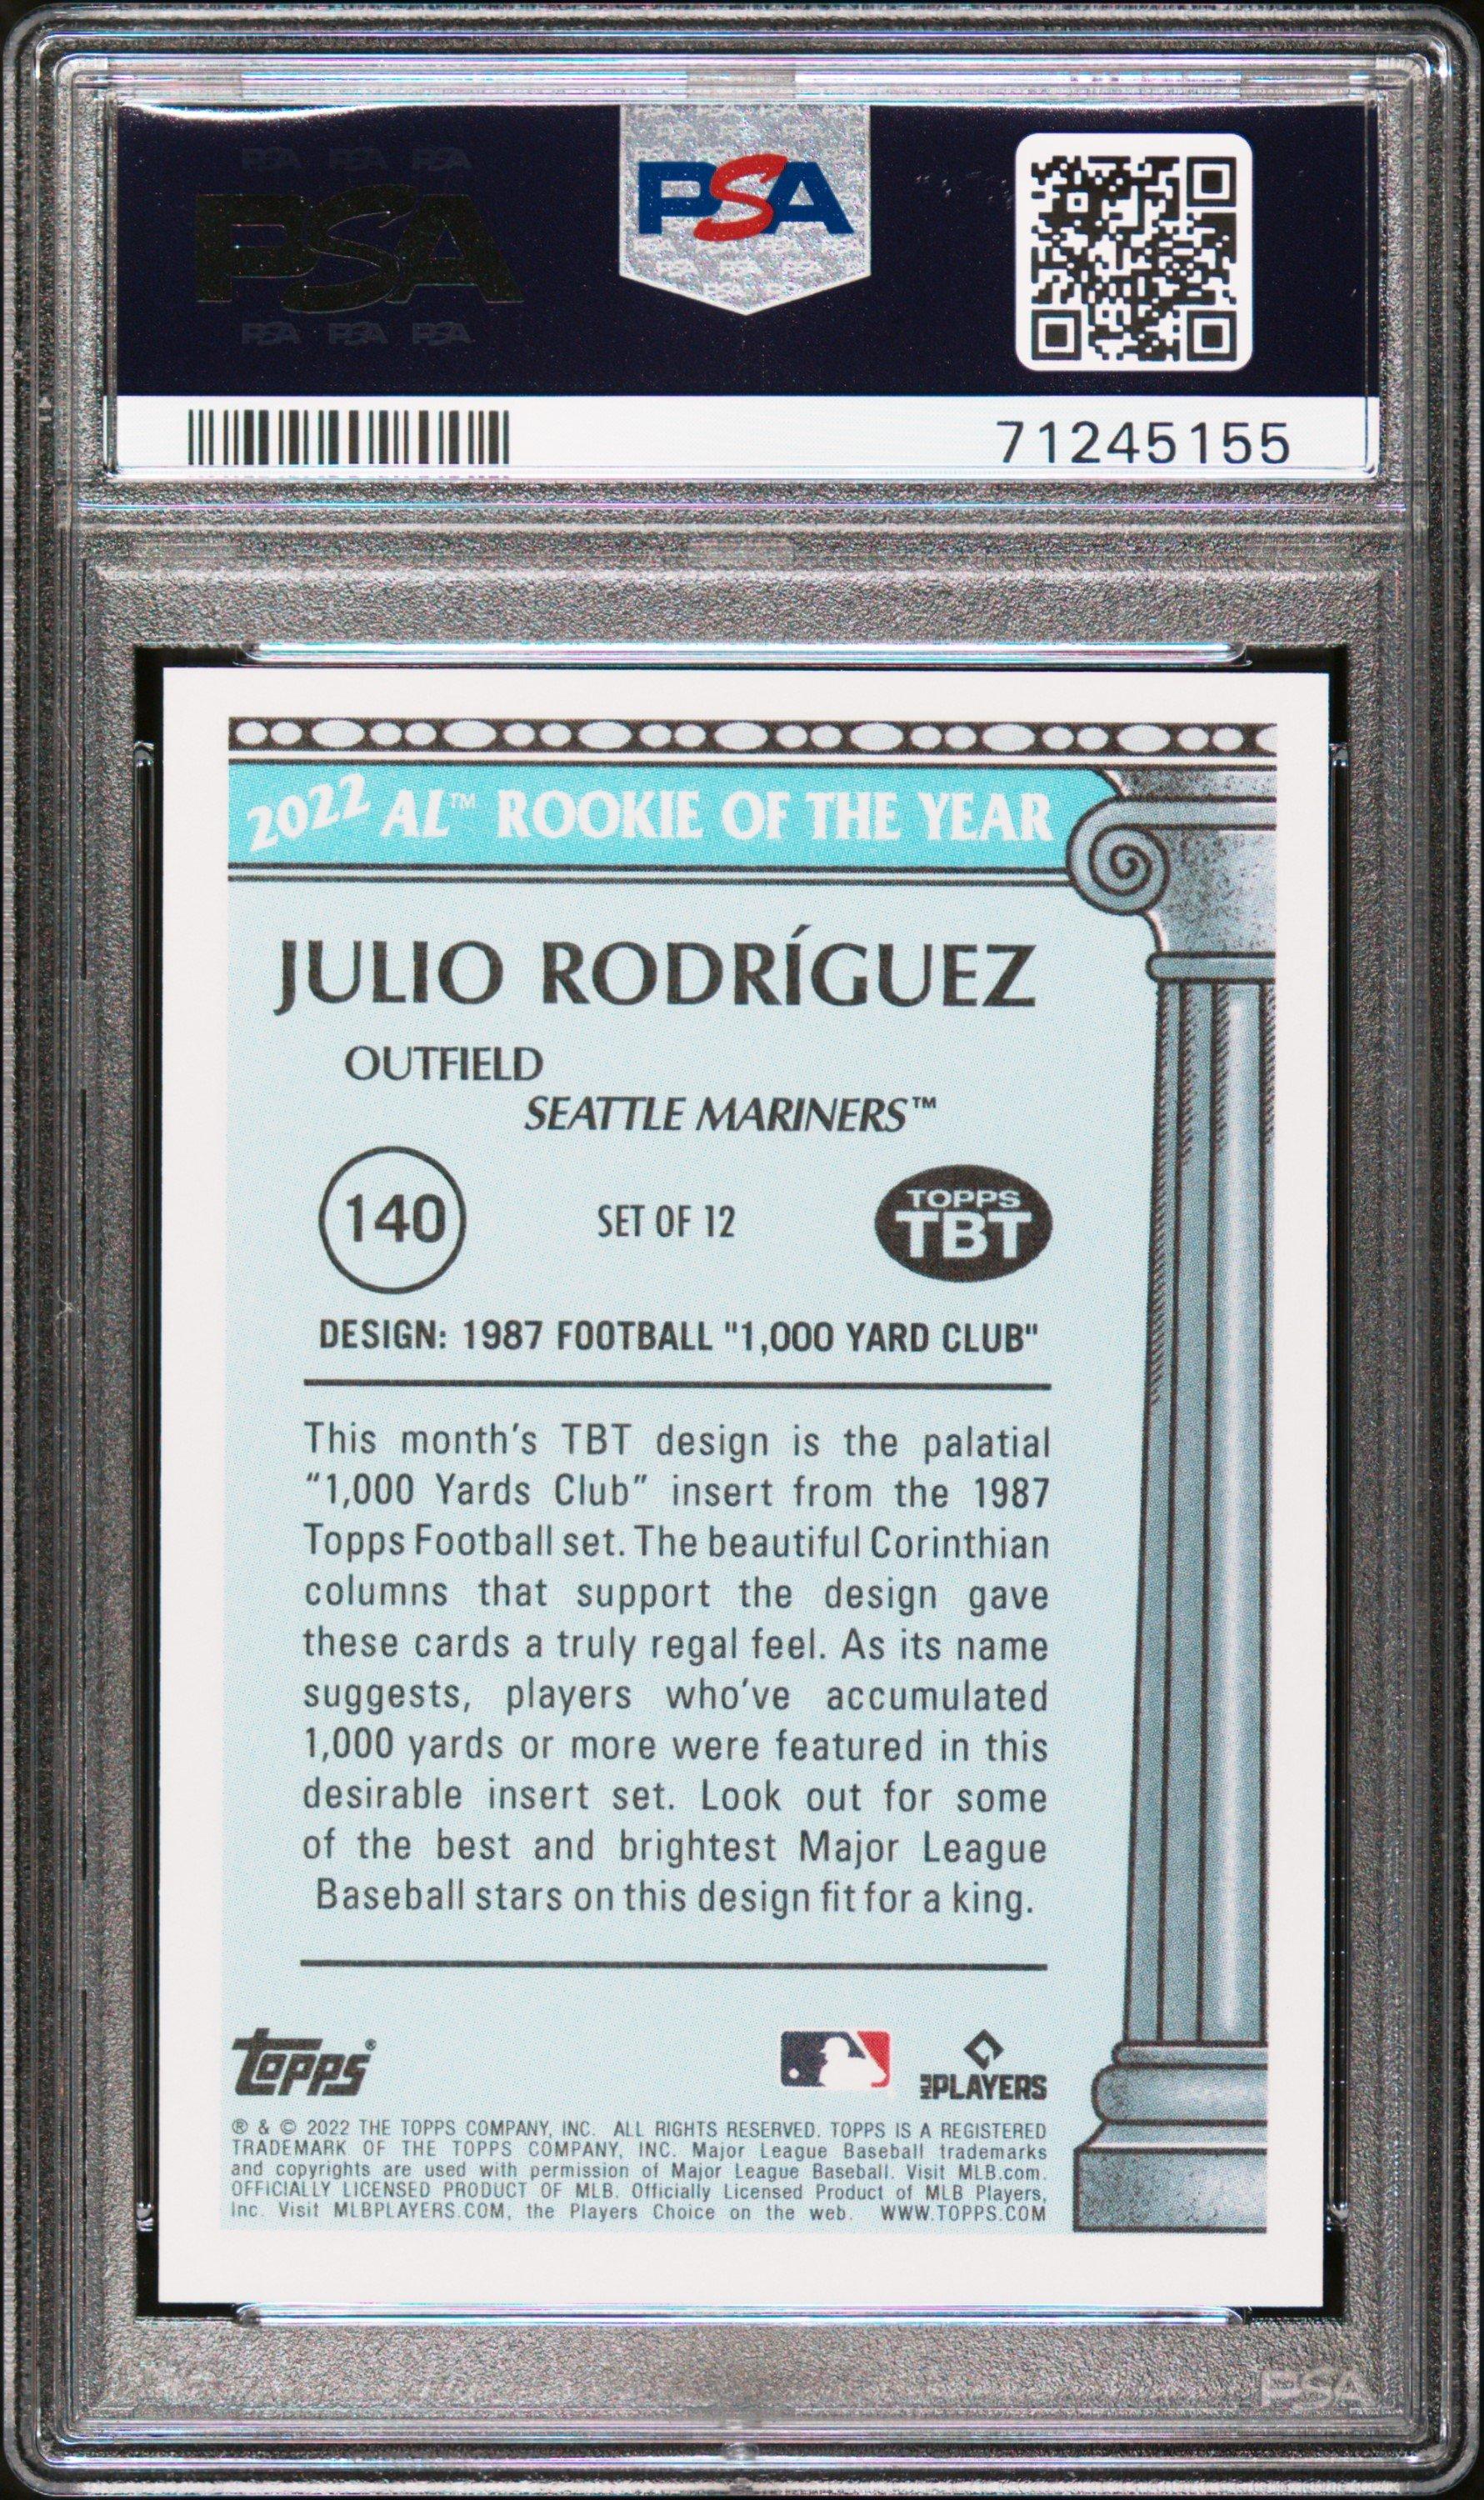 PSA PSA PSA
PSA
PSA PSA PSA
PSA
71245155
2022 AL™ ROOKIE OF THE YEAR
JULIO RODRÍGUEZ
OUTFIELD
SEATTLE MARINERS™
140 SET OF 12 TOPPS TBT
DESIGN: 1987 FOOTBALL "1,000 YARD CLUB"
This month's TBT design is the palatial
"1,000 Yards Club" insert from the 1987
Topps Football set. The beautiful Corinthian
columns that support the design gave
these cards a truly regal feel. As its name
suggests, players who've accumulated
1,000 yards or more were featured in this
desirable insert set. Look out for some
of the best and brightest Major League
Baseball stars on this design fit for a king.
topps® MLB PLAYERS
® & © 2022 THE TOPPS COMPANY, INC. ALL RIGHTS RESERVED. TOPPS IS A REGISTERED
TRADEMARK OF THE TOPPS COMPANY, INC. Major League Baseball trademarks
and copyrights are used with permission of Major League Baseball. Visit MLB.com.
OFFICIALLY LICENSED PRODUCT OF MLB. Officially Licensed Product of MLB Players,
Inc. Visit MLBPLAYERS.COM, the Players Choice on the web. WWW.TOPPS.COM
PSA